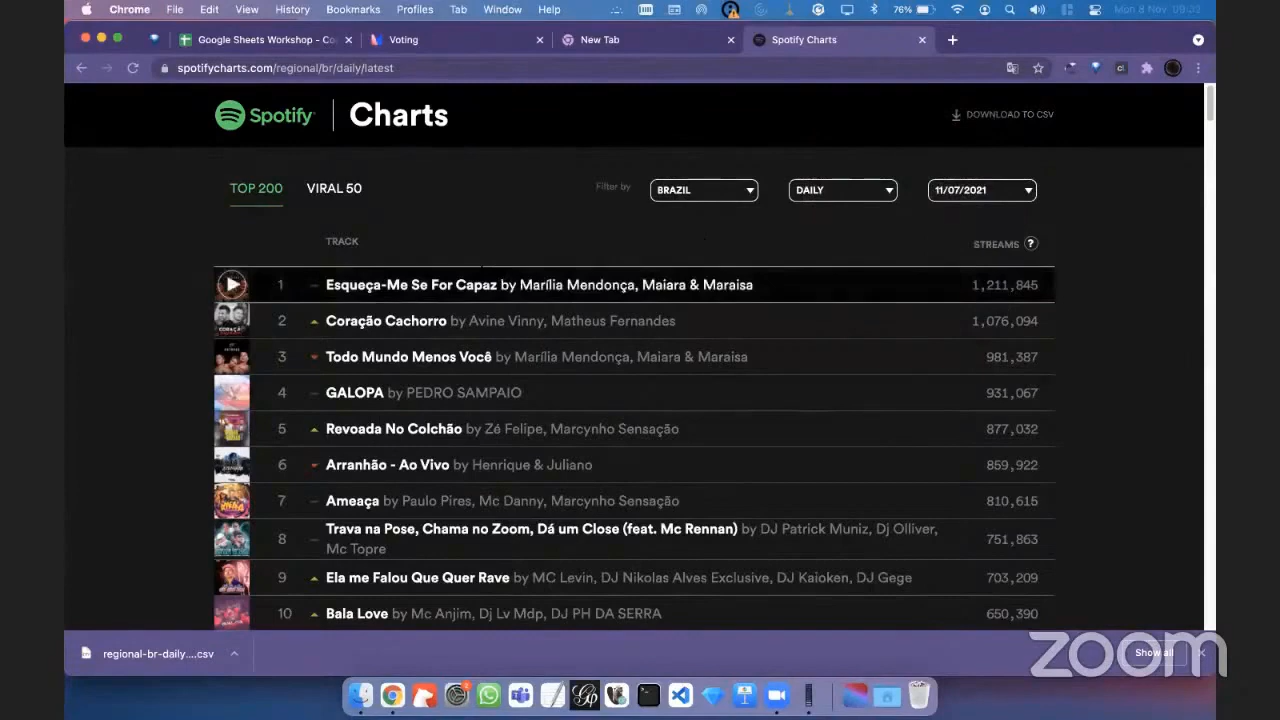 Chrome File Edit View History Bookmarks Profiles Tab Window Help 76% Mon 8 Nov
Google Sheets Workshop - Co Voting New Tab Spotify Charts
spotifycharts.com/regional/br/daily/latest
Spotify Charts DOWNLOAD TO CSV
TOP 200 VIRAL 50 Filter by BRAZIL DAILY 11/07/2021
TRACK STREAMS ?
1 Esqueça-Me Se For Capaz by Marília Mendonça, Maiara & Maraisa 1,211,845
2 Coração Cachorro by Avine Vinny, Matheus Fernandes 1,076,094
3 Todo Mundo Menos Você by Marília Mendonça, Maiara & Maraisa 981,387
4 GALOPA by PEDRO SAMPAIO 931,067
5 Revoada No Colchão by Zé Felipe, Marcynho Sensação 877,032
6 Arranhão - Ao Vivo by Henrique & Juliano 859,922
7 Ameaça by Paulo Pires, Mc Danny, Marcynho Sensação 810,615
8 Trava na Pose, Chama no Zoom, Dá um Close (feat. Mc Rennan) by DJ Patrick Muniz, Dj Olliver, 751,863
Mc Topre
9 Ela me Falou Que Quer Rave by MC Levin, DJ Nikolas Alves Exclusive, DJ Kaioken, DJ Gege 703,209
10 Bala Love by Mc Anjim, Dj Lv Mdp, DJ PH DA SERRA 650,390
regional-br-daily....csv Show all
zoom